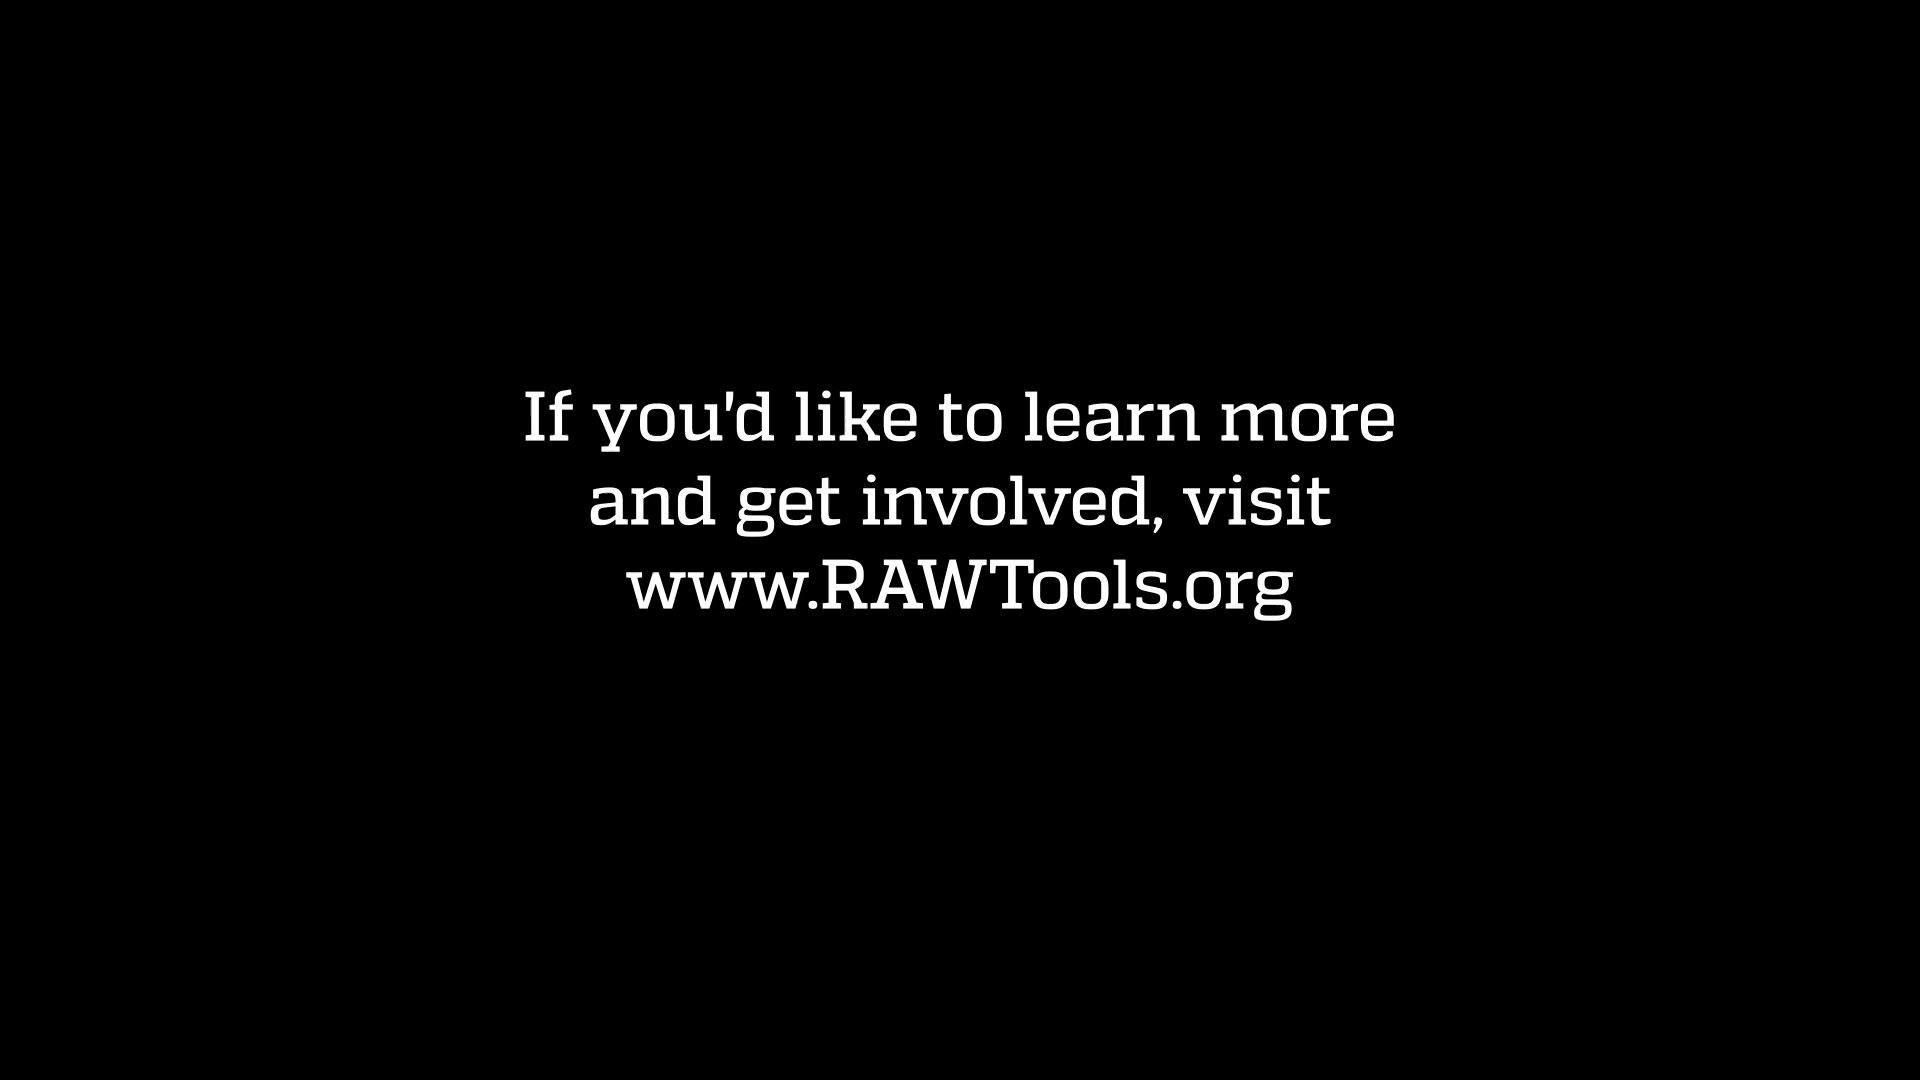 If you'd like to learn more
and get involved, visit
www.RAWTools.org